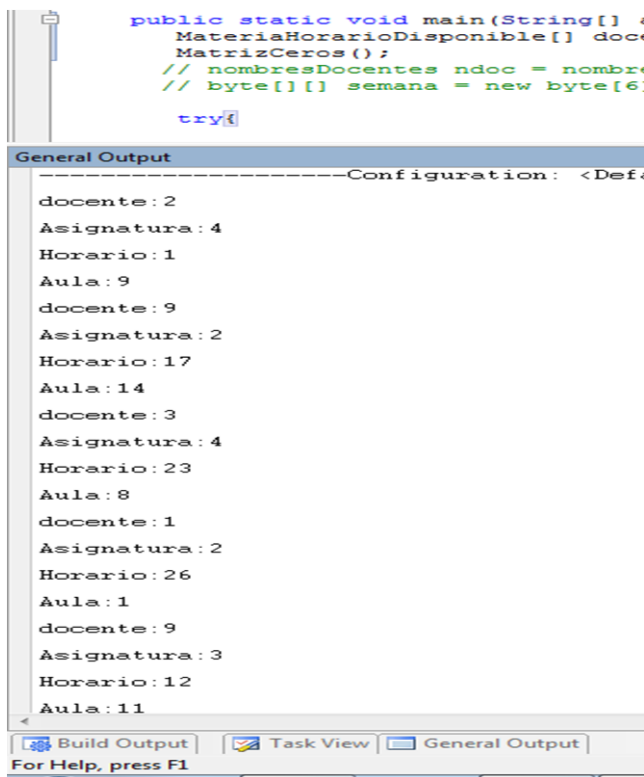 public static void main(String[]
MateriaHorarioDisponible[]
MatrizCeros();
// nombresDocentes ndoc =
// byte[][] semana = new byte[6]
try{
General Output
--------------------Configuration:
docente:2
Asignatura:4
Horario:1
Aula:9
docente:9
Asignatura:2
Horario:17
Aula:14
docente:3
Asignatura:4
Horario:23
Aula:8
docente:1
Asignatura:2
Horario:26
Aula:1
docente:9
Asignatura:3
Horario:12
Aula:11
Build Output Task View General Output
For Help, press F1